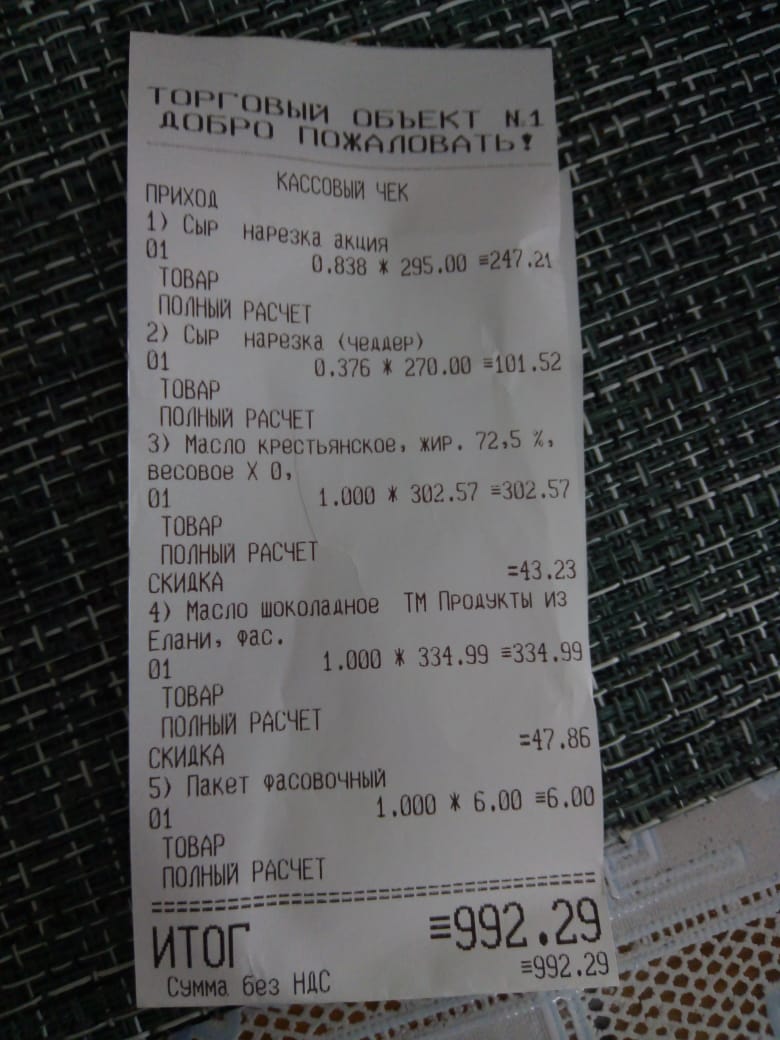 ТОРГОВЫЙ ОБЪЕКТ №1
ДОБРО ПОЖАЛОВАТЬ!
КАССОВЫЙ ЧЕК
ПРИХОД
1) Сыр нарезка акция
01 0.838 * 295.00 ≡247.21
ТОВАР
ПОЛНЫЙ РАСЧЕТ
2) Сыр нарезка (чеддер)
01 0.376 * 270.00 ≡101.52
ТОВАР
ПОЛНЫЙ РАСЧЕТ
3) Масло крестьянское, жир. 72,5 %,
весовое X 0,
01 1.000 * 302.57 ≡302.57
ТОВАР
ПОЛНЫЙ РАСЧЕТ
СКИДКА =43.23
4) Масло шоколадное ТМ Продукты из
Елани, фас.
01 1.000 * 334.99 ≡334.99
ТОВАР
ПОЛНЫЙ РАСЧЕТ
СКИДКА =47.86
5) Пакет фасовочный
01 1.000 * 6.00 ≡6.00
ТОВАР
ПОЛНЫЙ РАСЧЕТ
ИТОГ ≡992.29
Сумма без НДС ≡992.29